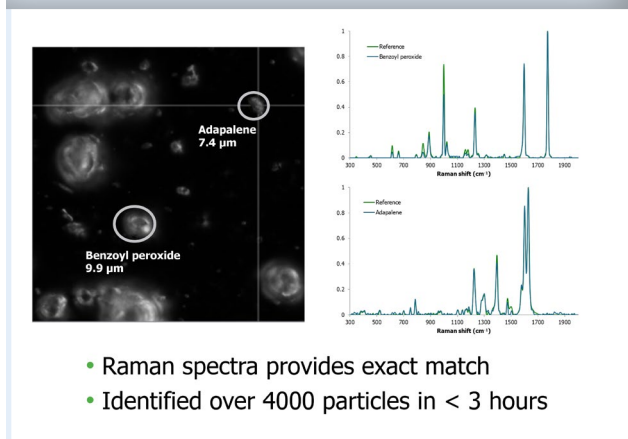 Adapalene
7.4 µm
Benzoyl peroxide
9.9 µm
1
0.8
0.6
0.4
0.2
0
Reference
Benzoyl peroxide
300 500 700 900 1100 1300 1500 1700 1900
Raman shift (cm⁻¹)
1
0.8
0.6
0.4
0.2
0
Reference
Adapalene
300 500 700 900 1100 1300 1500 1700 1900
Raman shift (cm⁻¹)
• Raman spectra provides exact match
• Identified over 4000 particles in < 3 hours